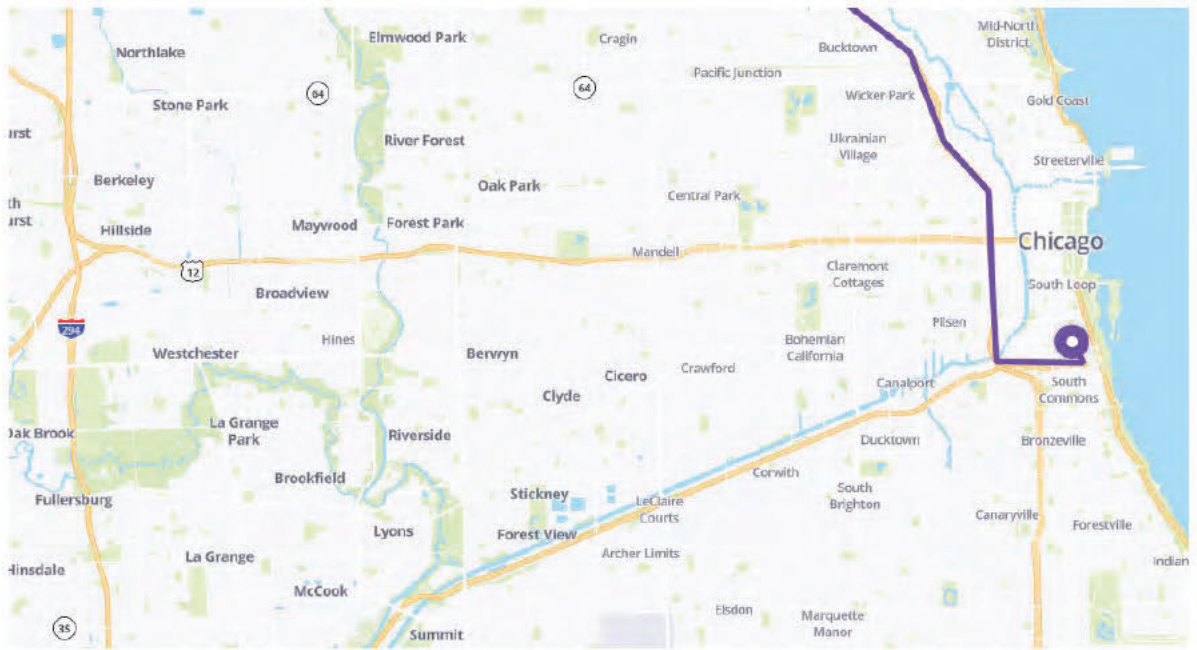 Elmwood Park
Cragin
Mid-North
District
Bucktown
Northlake
Pacific Junction
64
64
Wicker Park
Gold Coast
Stone Park
River Forest
Ukrainian
Village
Streeterville
Berkeley
Oak Park
Central Park
Maywood
Forest Park
Hillside
Chicago
Mandell
12
Claremont
Cottages
South Loop
Broadview
294
Pilsen
Hines
Bohemian
California
Westchester
Berwyn
Crawford
Cicero
Canalport
South
Commons
Clyde
La Grange
Park
Oak Brook
Riverside
Ducktown
Bronzeville
Brookfield
Corwith
Fullersburg
Stickney
South
Brighton
LeClaire
Courts
Canaryville
Forestville
Lyons
Forest View
Archer Limits
La Grange
Indian
Hinsdale
McCook
Elsdon
Marquette
Manor
35
Summit